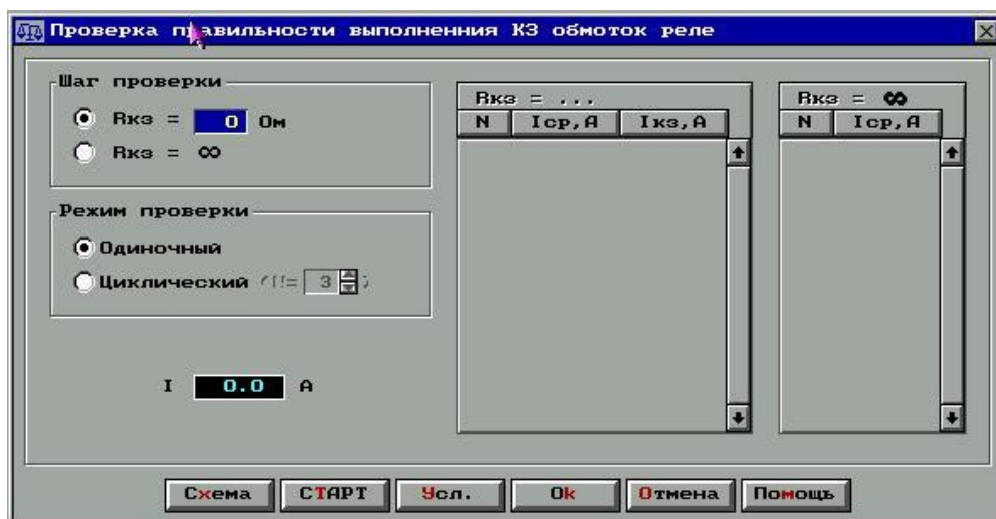 Проверка правильности выполненния КЗ обмоток реле
Шаг проверки
Rкз = 0 Ом
Rкз = ∞
Режим проверки
Одиночный
Циклический (N= 3 )
I 0.0 А
Rкз = ...
N Iср,А Iкз,А
Rкз = ∞
N Iср,А
Схема СТАРТ Усл. Ok Отмена Помощь